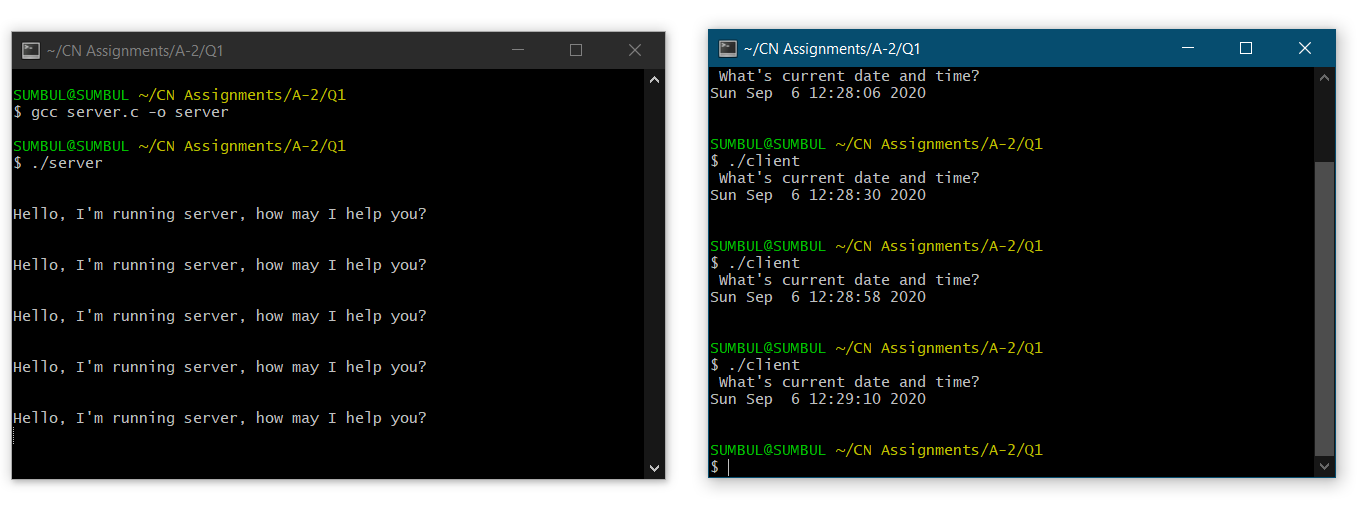 ~/CN Assignments/A-2/Q1
SUMBUL@SUMBUL ~/CN Assignments/A-2/Q1
$ gcc server.c -o server
SUMBUL@SUMBUL ~/CN Assignments/A-2/Q1
$ ./server
Hello, I'm running server, how may I help you?
Hello, I'm running server, how may I help you?
Hello, I'm running server, how may I help you?
Hello, I'm running server, how may I help you?
Hello, I'm running server, how may I help you?
~/CN Assignments/A-2/Q1
What's current date and time?
Sun Sep  6 12:28:06 2020
SUMBUL@SUMBUL ~/CN Assignments/A-2/Q1
$ ./client
What's current date and time?
Sun Sep  6 12:28:30 2020
SUMBUL@SUMBUL ~/CN Assignments/A-2/Q1
$ ./client
What's current date and time?
Sun Sep  6 12:28:58 2020
SUMBUL@SUMBUL ~/CN Assignments/A-2/Q1
$ ./client
What's current date and time?
Sun Sep  6 12:29:10 2020
SUMBUL@SUMBUL ~/CN Assignments/A-2/Q1
$